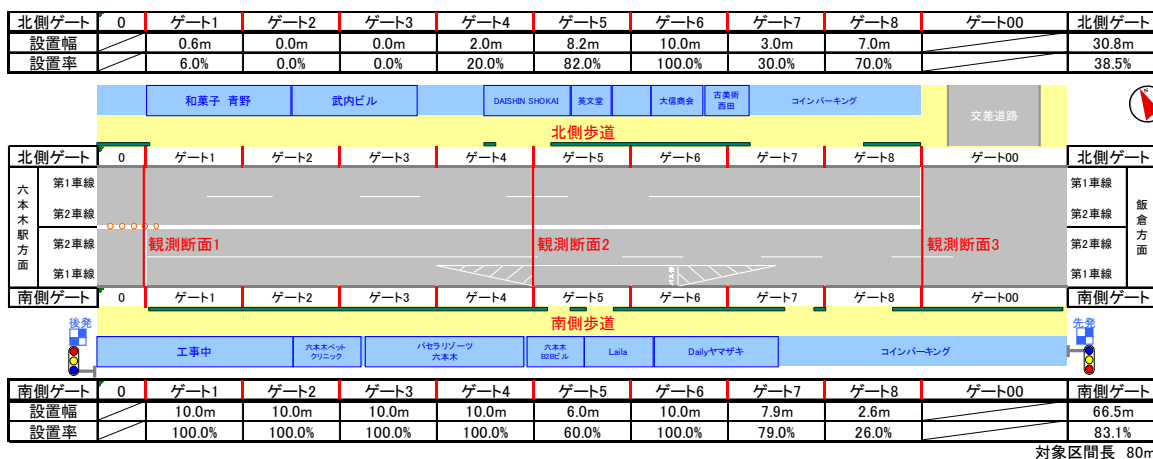 北側ゲート 0 ゲート1 ゲート2 ゲート3 ゲート4 ゲート5 ゲート6 ゲート7 ゲート8 ゲート00 北側ゲート
設置幅 0.6m 0.0m 0.0m 2.0m 8.2m 10.0m 3.0m 7.0m 30.8m
設置率 6.0% 0.0% 0.0% 20.0% 82.0% 100.0% 30.0% 70.0% 38.5%
和菓子 青野 武内ビル DAISHIN SHOKAI 英文堂 大信商会 古美術 西田 コインパーキング
交差道路
北側歩道
北側ゲート 0 ゲート1 ゲート2 ゲート3 ゲート4 ゲート5 ゲート6 ゲート7 ゲート8 ゲート00 北側ゲート
六本木駅方面
第1車線 第1車線
第2車線 第2車線
飯倉方面
観測断面1 観測断面2 観測断面3
第2車線 第2車線
第1車線 第1車線
南側ゲート 0 ゲート1 ゲート2 ゲート3 ゲート4 ゲート5 ゲート6 ゲート7 ゲート8 ゲート00 南側ゲート
南側歩道
後発 先発
工事中 六本木ペット クリニック パセラリゾーツ 六本木 六本木 B2Bビル Laila Dailyヤマザキ コインパーキング
南側ゲート 0 ゲート1 ゲート2 ゲート3 ゲート4 ゲート5 ゲート6 ゲート7 ゲート8 ゲート00 南側ゲート
設置幅 10.0m 10.0m 10.0m 10.0m 6.0m 10.0m 7.9m 2.6m 66.5m
設置率 100.0% 100.0% 100.0% 100.0% 60.0% 100.0% 79.0% 26.0% 83.1%
対象区間長 80m